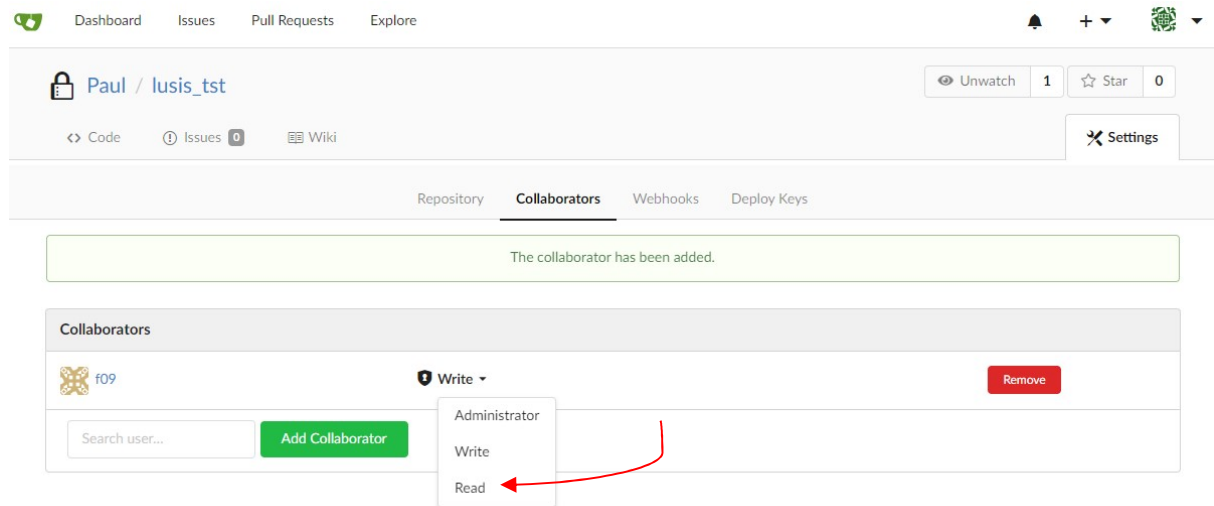 Dashboard Issues Pull Requests Explore
Paul / lusis_tst Unwatch 1 Star 0
Code Issues 0 Wiki Settings
Repository Collaborators Webhooks Deploy Keys
The collaborator has been added.
Collaborators
f09 Write Remove
Administrator
Search user... Add Collaborator
Write
Read